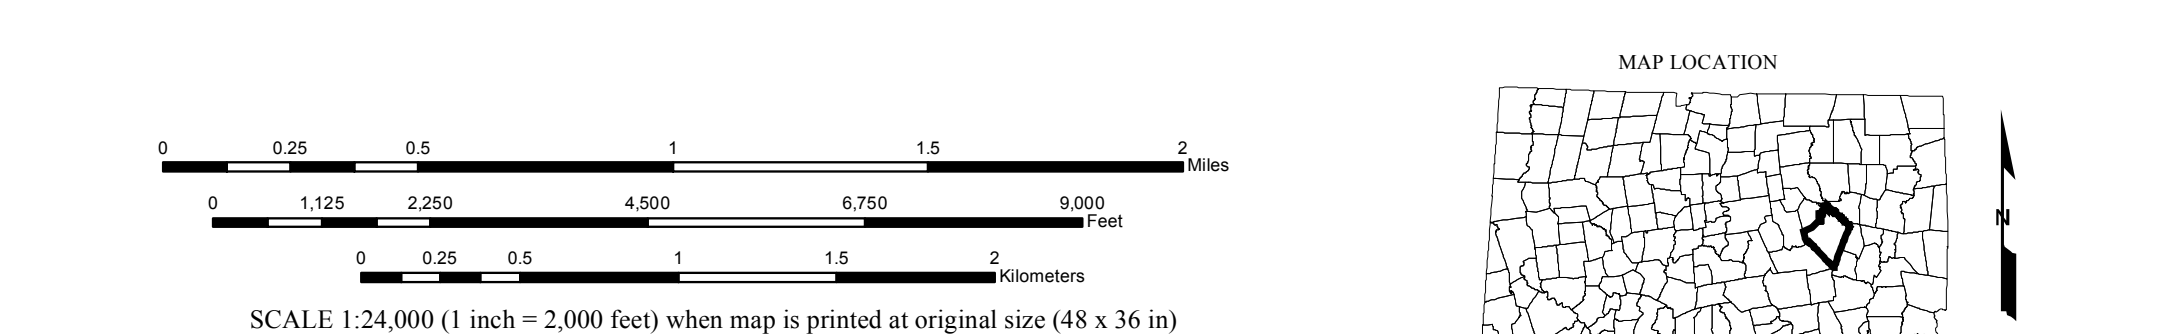 MAP LOCATION
0 0.25 0.5 1 1.5 2
Miles
0 1,125 2,250 4,500 6,750 9,000
Feet
N
0 0.25 0.5 1 1.5 2
Kilometers
SCALE 1:24,000 (1 inch = 2,000 feet) when map is printed at original size (48 x 36 in)